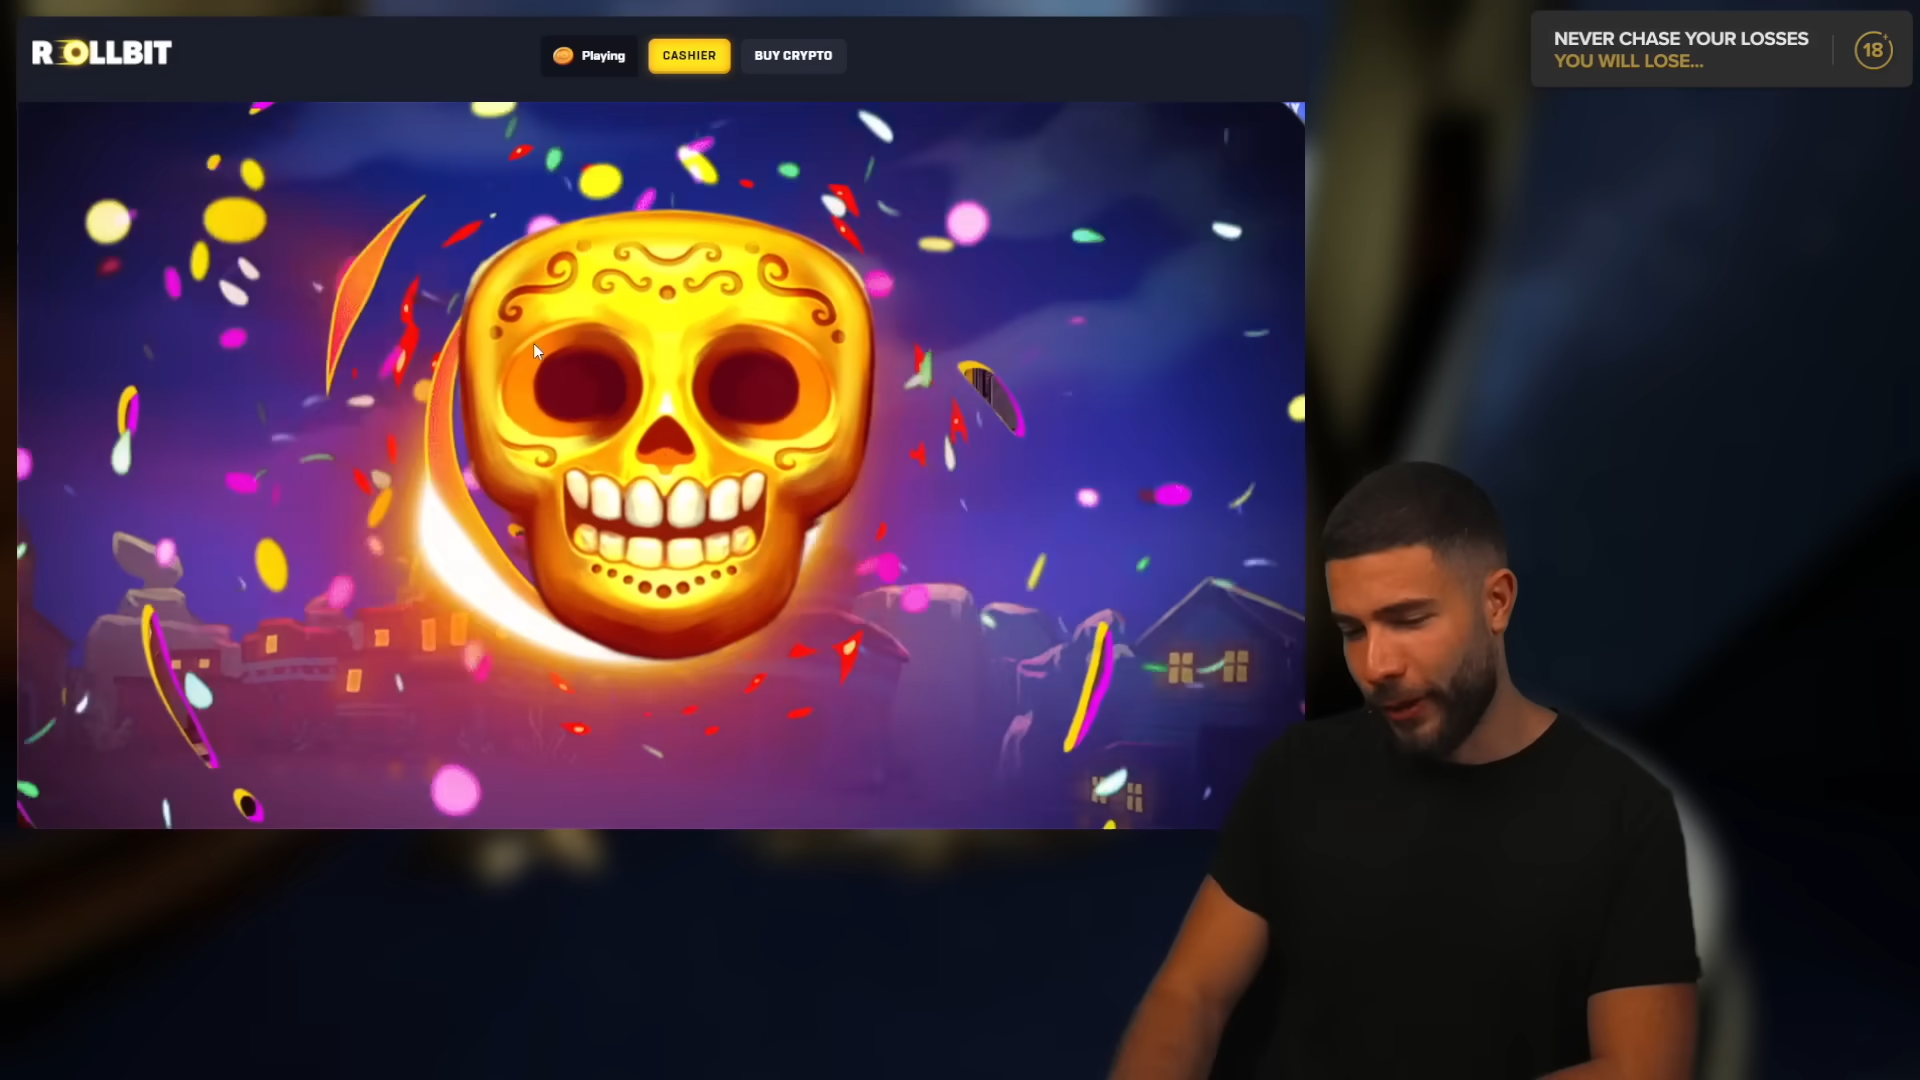 ROLLBIT
Playing
CASHIER
BUY CRYPTO
NEVER CHASE YOUR LOSSES
YOU WILL LOSE...
18+